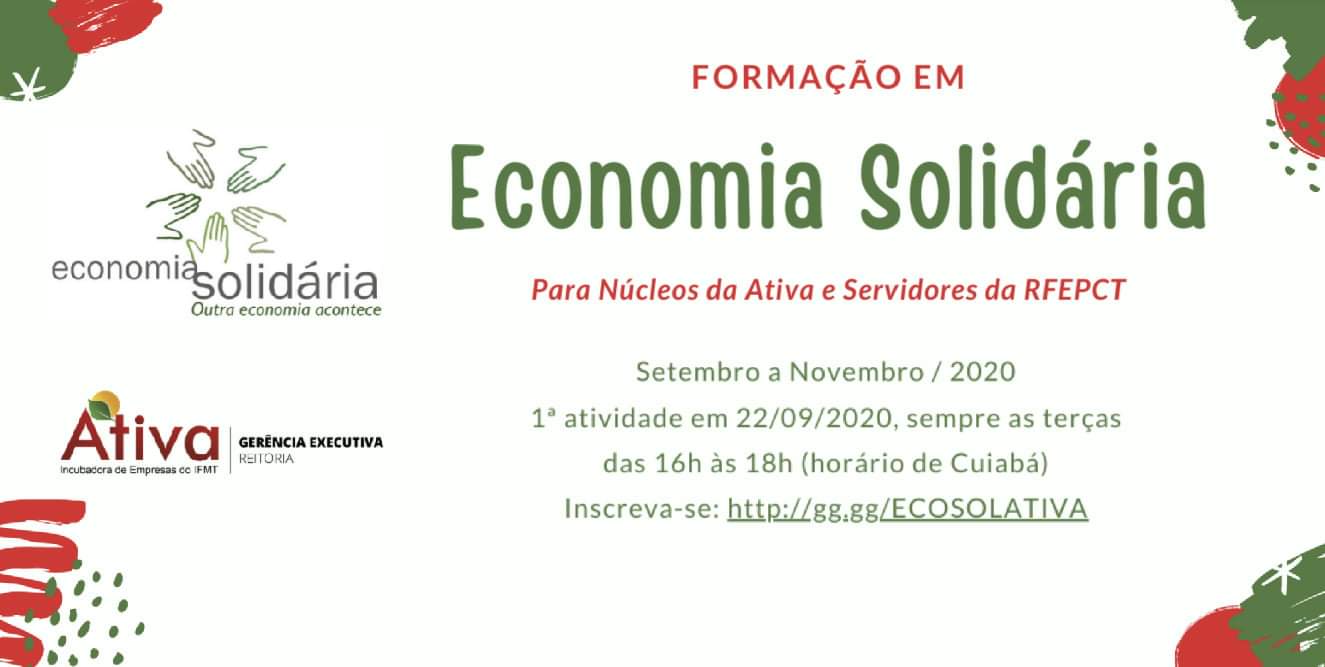 FORMAÇÃO EM
Economia Solidária
Para Núcleos da Ativa e Servidores da RFEPCT
Setembro a Novembro / 2020
1ª atividade em 22/09/2020, sempre as terças
das 16h às 18h (horário de Cuiabá)
Inscreva-se: http://gg.gg/ECOSOLATIVA
economia
solidária
Outra economia acontece
Ativa
Incubadora de Empresas do IFMT
GERÊNCIA EXECUTIVA
REITORIA